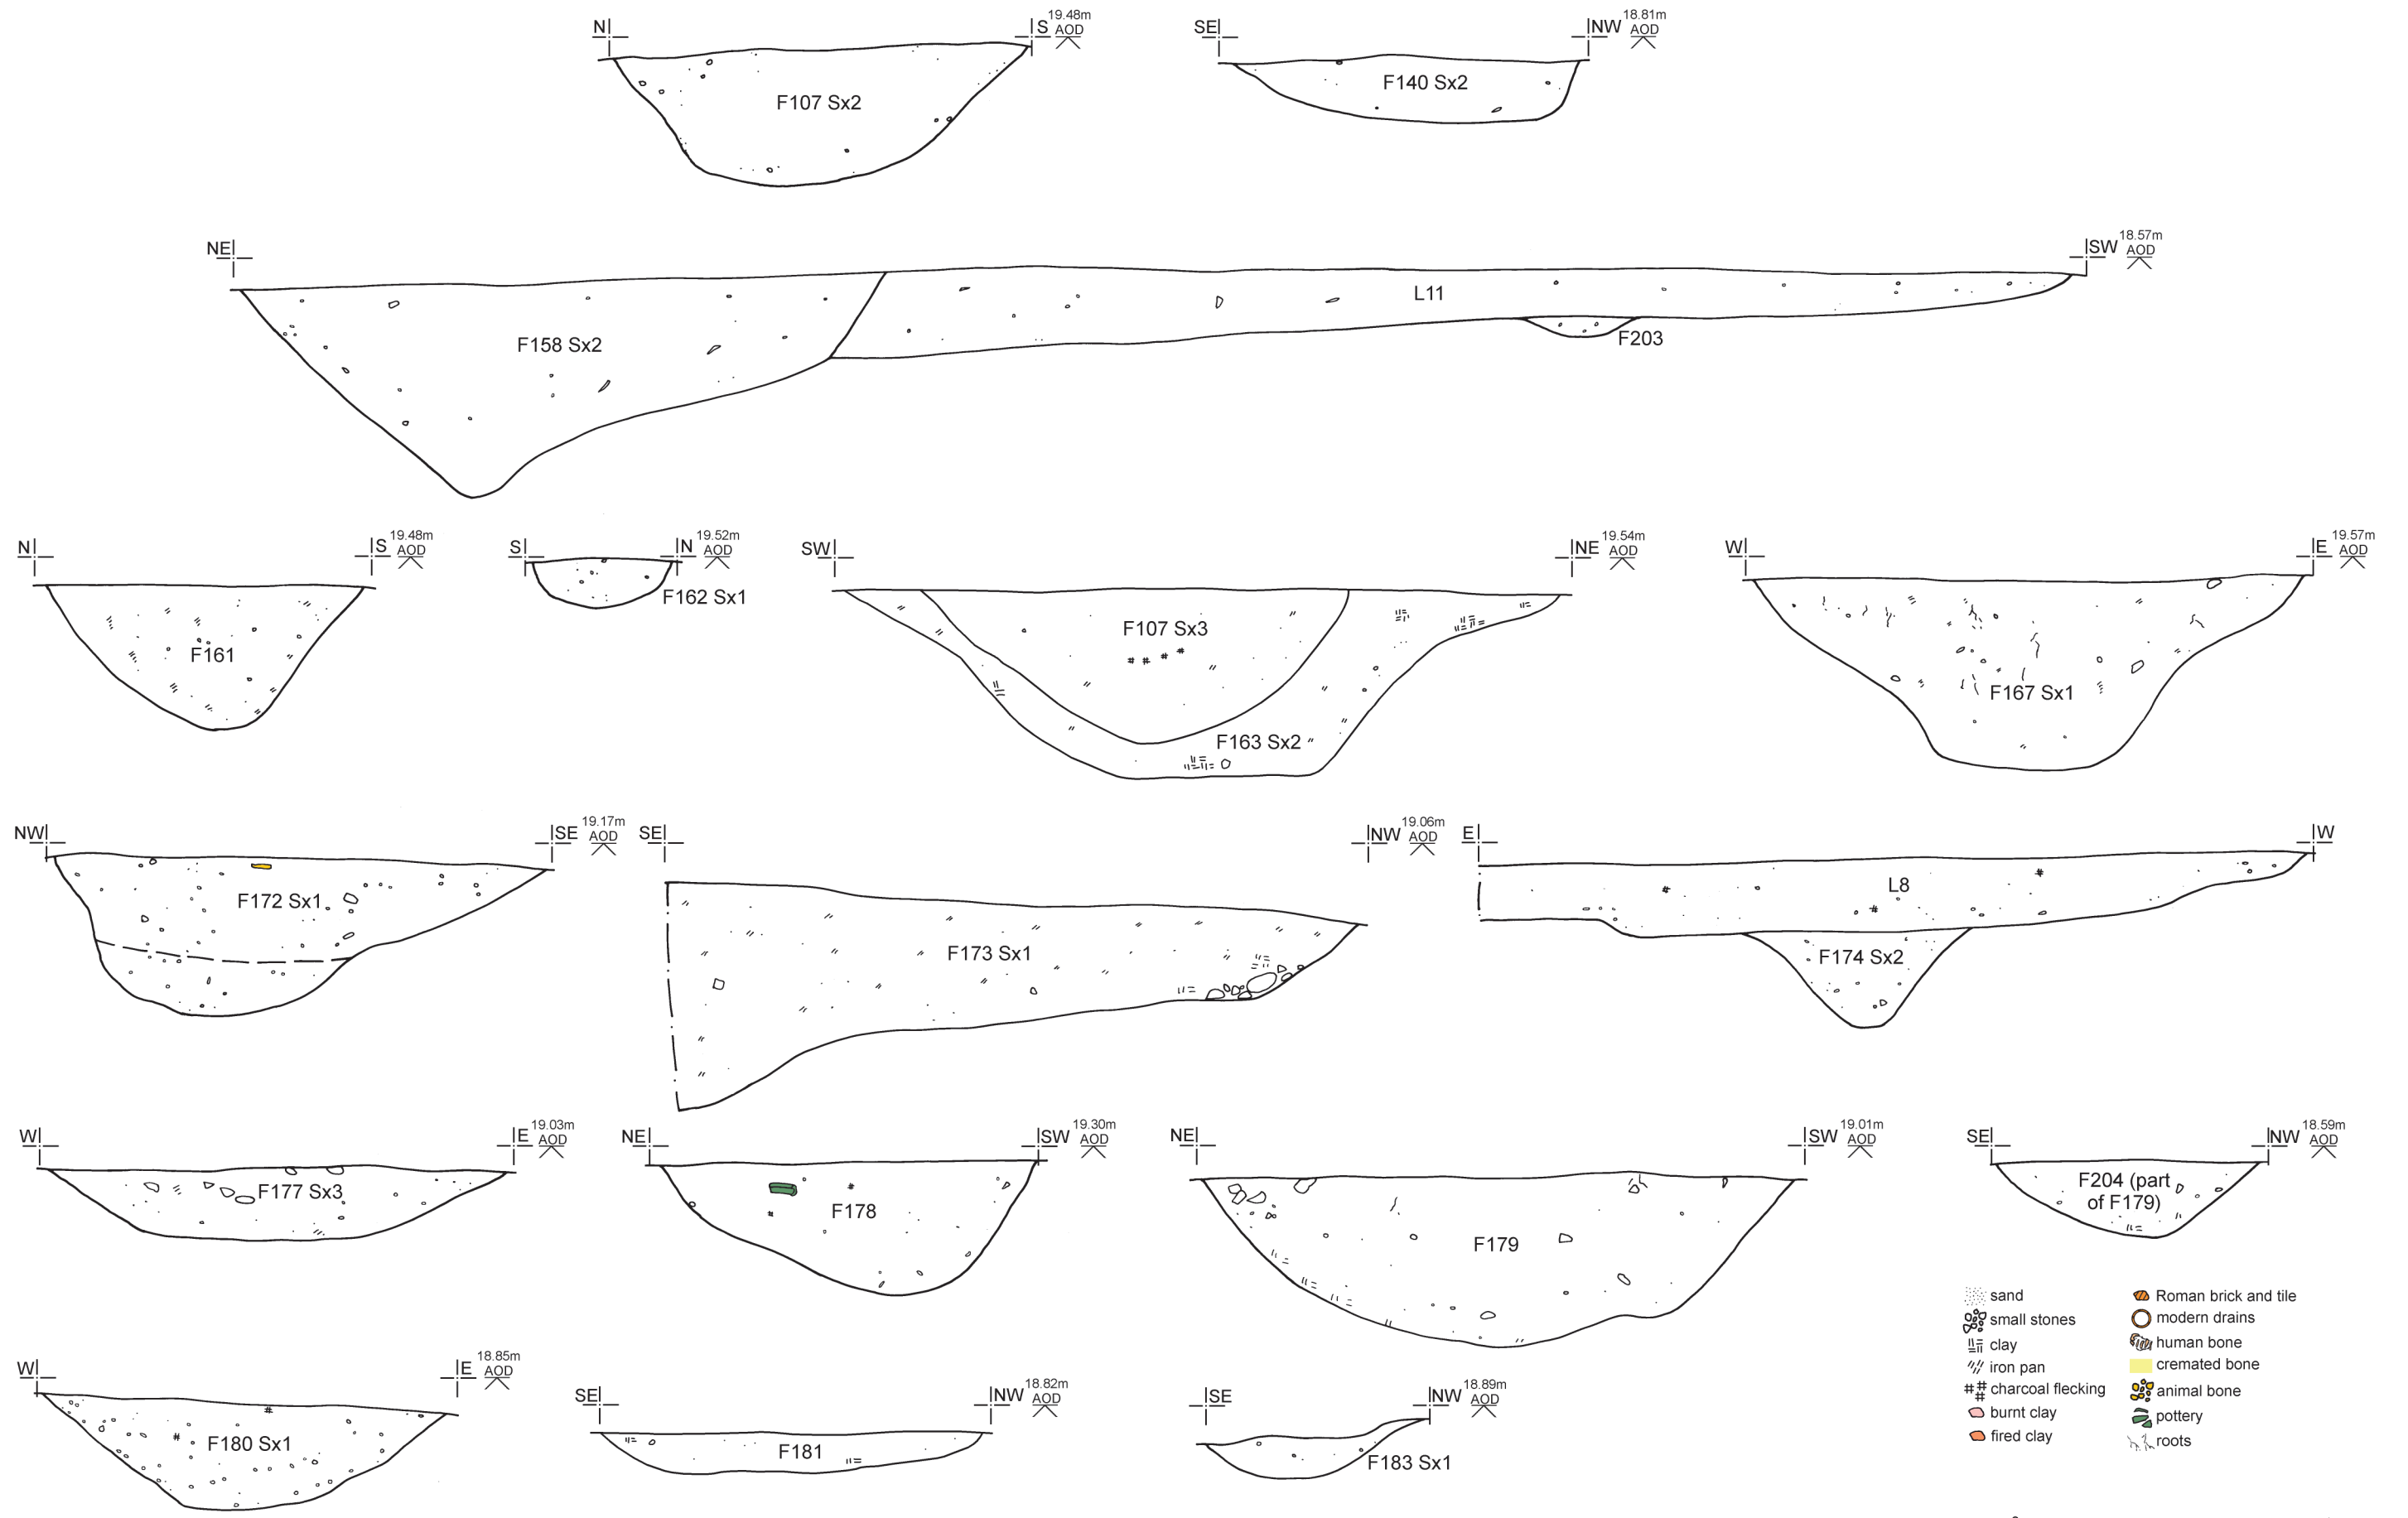 N S 19.48m AOD
F107 Sx2
SE NW 18.81m AOD
F140 Sx2
NE SW 18.57m AOD
F158 Sx2
L11
F203
N S 19.48m AOD
F161
S N 19.52m AOD
F162 Sx1
SW NE 19.54m AOD
F107 Sx3
F163 Sx2
W E 19.57m AOD
F167 Sx1
NW SE 19.17m AOD
F172 Sx1
SE NW 19.06m AOD
F173 Sx1
E W
L8
F174 Sx2
W E 19.03m AOD
F177 Sx3
NE SW 19.30m AOD
F178
NE SW 19.01m AOD
F179
SE NW 18.59m AOD
F204 (part
of F179)
W E 18.85m AOD
F180 Sx1
SE NW 18.82m AOD
F181
SE NW 18.89m AOD
F183 Sx1
sand
small stones
clay
iron pan
charcoal flecking
burnt clay
fired clay
Roman brick and tile
modern drains
human bone
cremated bone
animal bone
pottery
roots